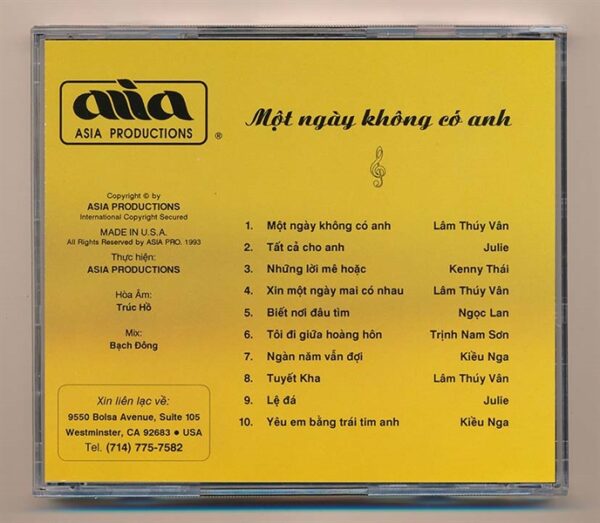 asia
ASIA PRODUCTIONS ®
Một ngày không có anh
Copyright © by
ASIA PRODUCTIONS
International Copyright Secured
MADE IN U.S.A.
All Rights Reserved by ASIA PRO. 1993
Thực hiện:
ASIA PRODUCTIONS
Hòa Âm:
Trúc Hồ
Mix:
Bạch Đông
1. Một ngày không có anh Lâm Thúy Vân
2. Tất cả cho anh Julie
3. Những lời mê hoặc Kenny Thái
4. Xin một ngày mai có nhau Lâm Thúy Vân
5. Biết nơi đâu tìm Ngọc Lan
6. Tôi đi giữa hoàng hôn Trịnh Nam Sơn
7. Ngàn năm vẫn đợi Kiều Nga
8. Tuyết Kha Lâm Thúy Vân
9. Lệ đá Julie
10. Yêu em bằng trái tim anh Kiều Nga
Xin liên lạc về:
9550 Bolsa Avenue, Suite 105
Westminster, CA 92683 ● USA
Tel. (714) 775-7582